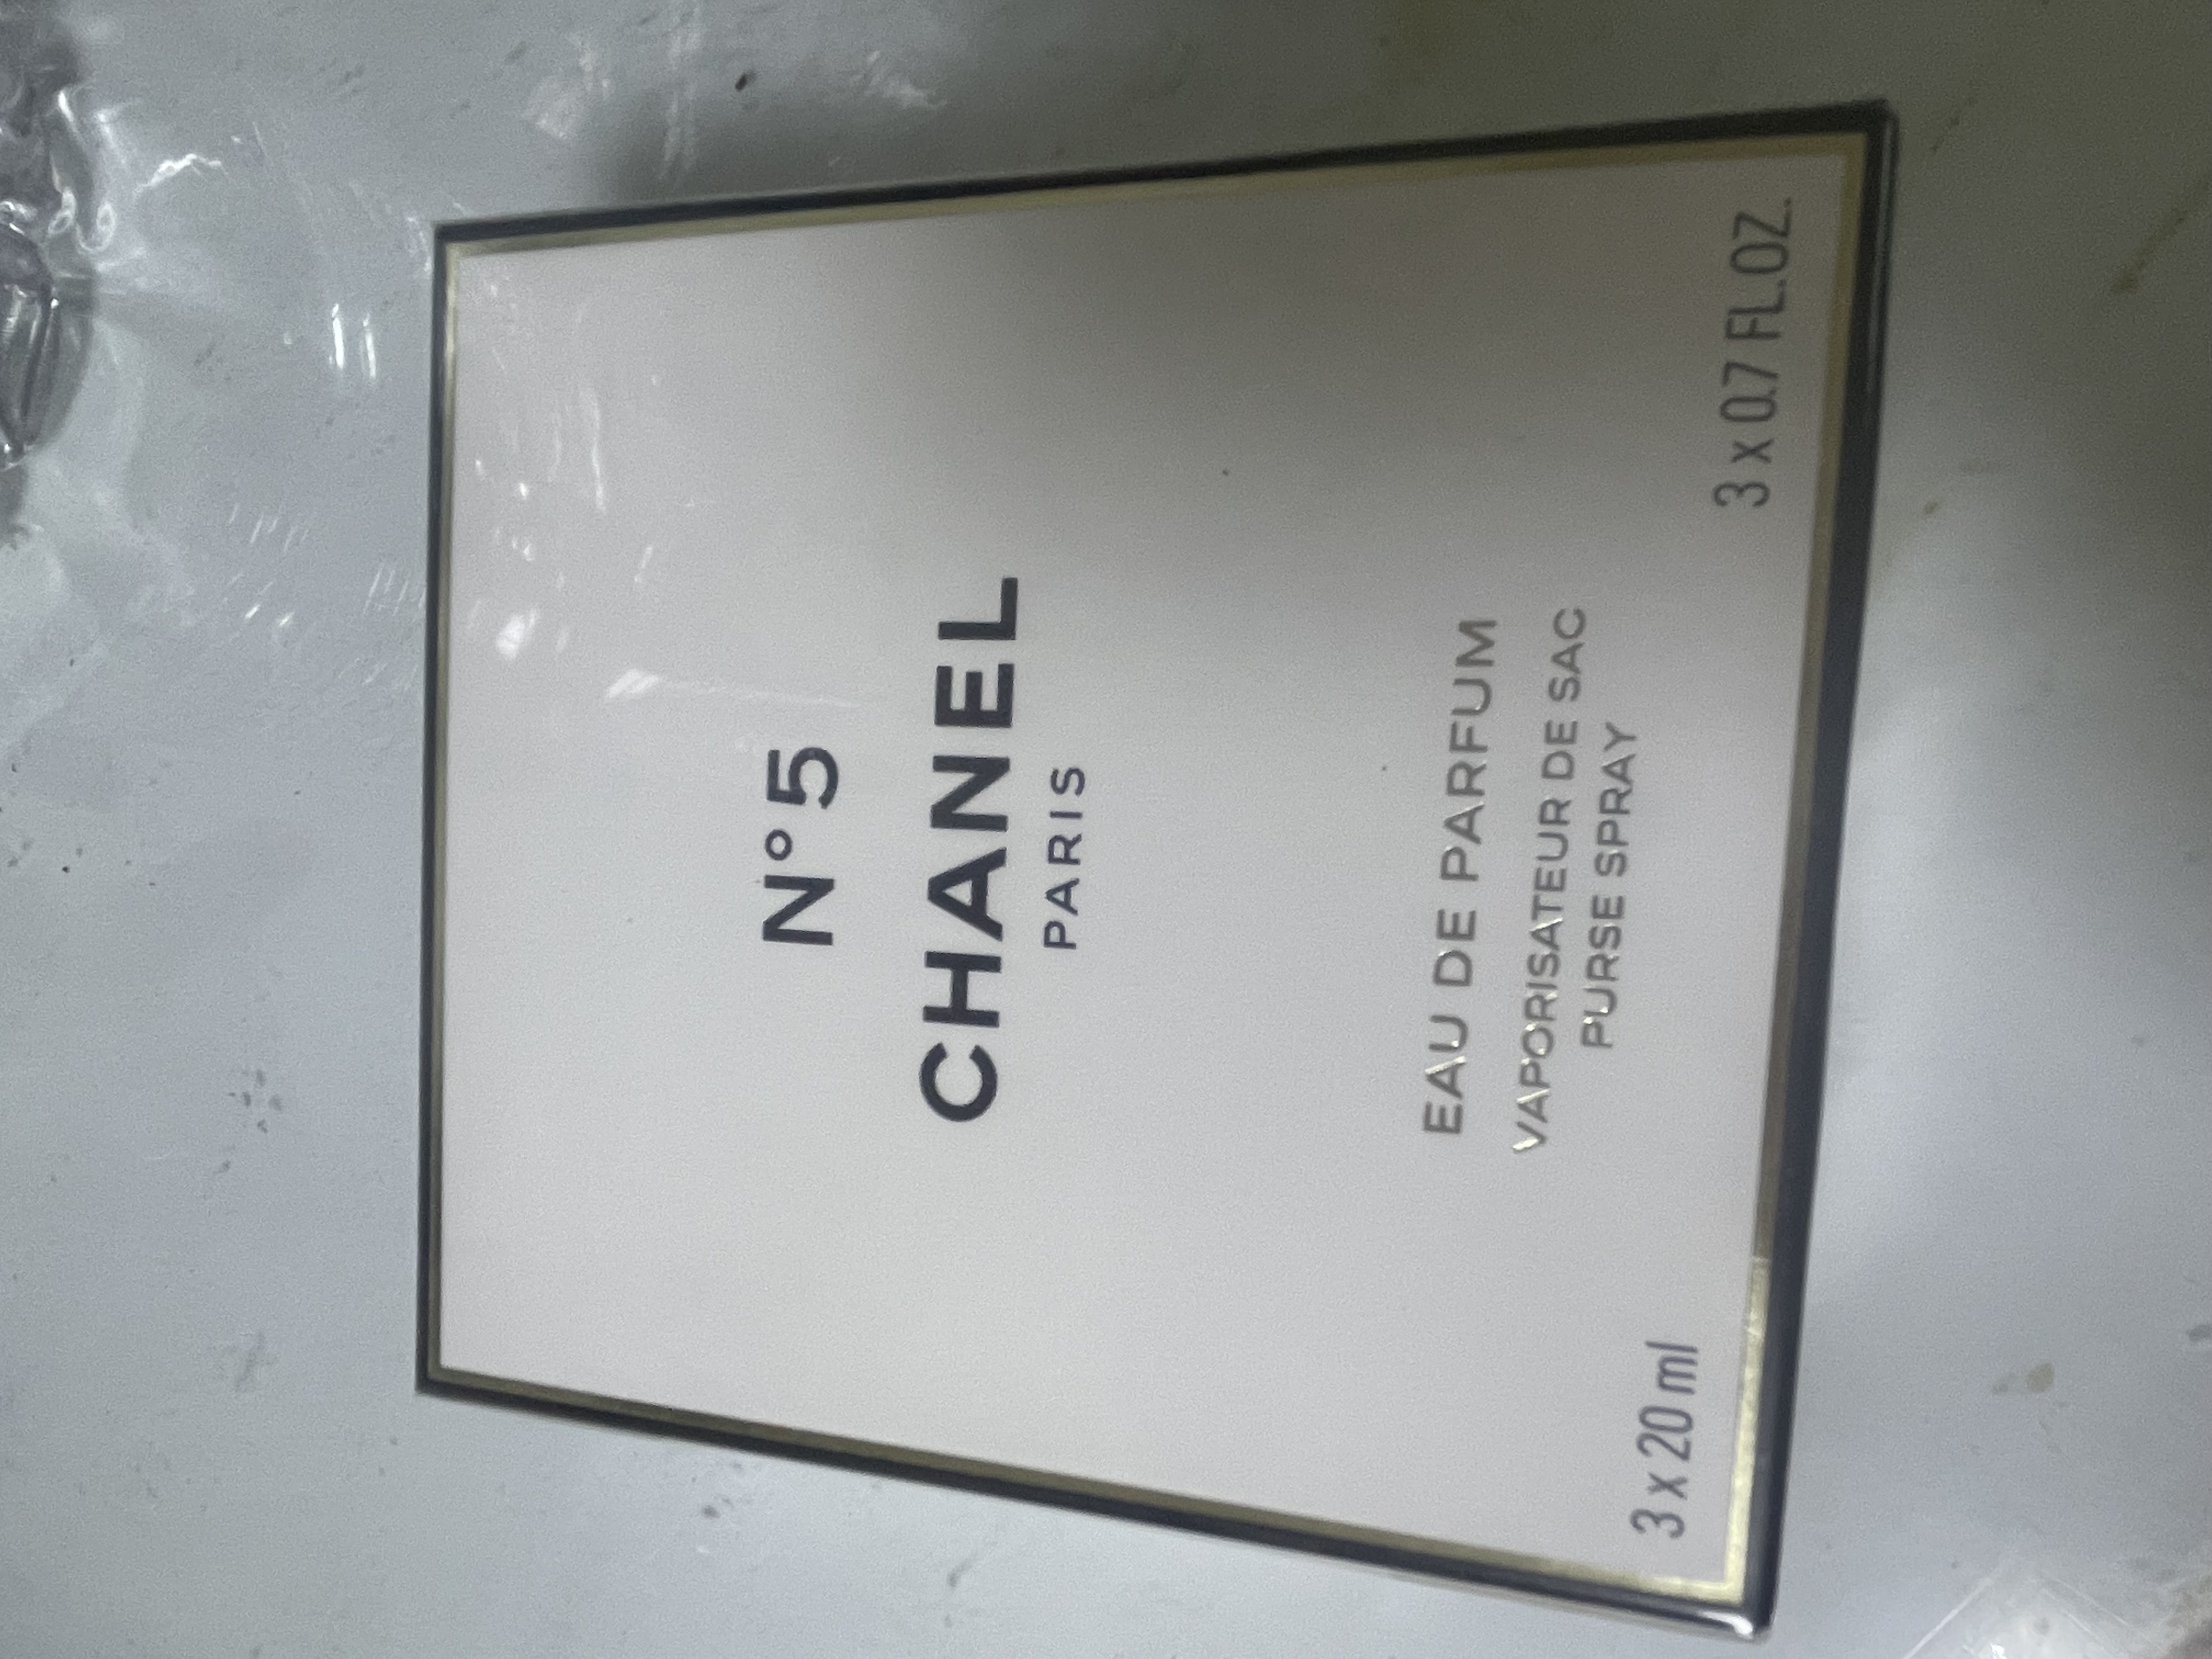 N°5
CHANEL
PARIS
EAU DE PARFUM
VAPORISATEUR DE SAC
PURSE SPRAY
3 x 20 ml
3 x 0.7 FL.OZ.